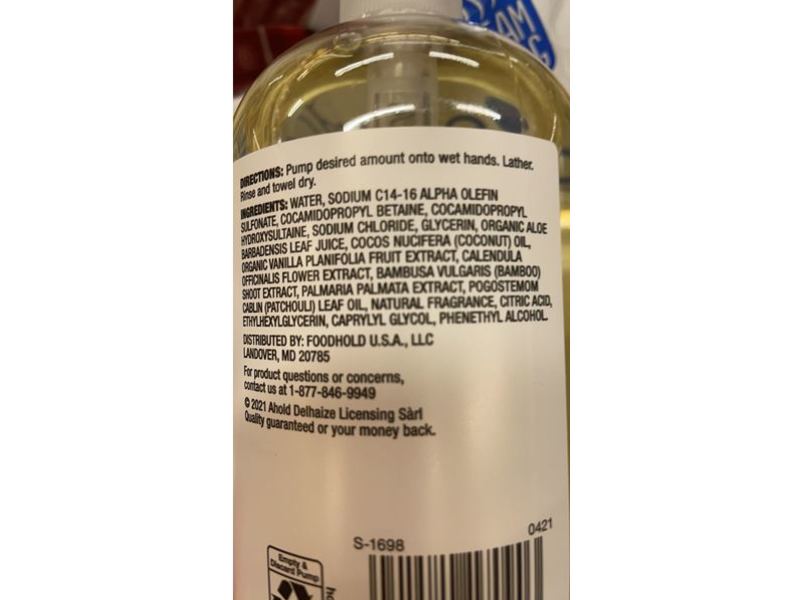 AM
DIRECTIONS: Pump desired amount onto wet hands. Lather.
Rinse and towel dry.
INGREDIENTS: WATER, SODIUM C14-16 ALPHA OLEFIN
SULFONATE, COCAMIDOPROPYL BETAINE, COCAMIDOPROPYL
HYDROXYSULTAINE, SODIUM CHLORIDE, GLYCERIN, ORGANIC ALOE
BARBADENSIS LEAF JUICE, COCOS NUCIFERA (COCONUT) OIL,
ORGANIC VANILLA PLANIFOLIA FRUIT EXTRACT, CALENDULA
OFFICINALIS FLOWER EXTRACT, BAMBUSA VULGARIS (BAMBOO)
SHOOT EXTRACT, PALMARIA PALMATA EXTRACT, POGOSTEMOM
CABLIN (PATCHOULI) LEAF OIL, NATURAL FRAGRANCE, CITRIC ACID,
ETHYLHEXYLGLYCERIN, CAPRYLYL GLYCOL, PHENETHYL ALCOHOL.
DISTRIBUTED BY: FOODHOLD U.S.A., LLC
LANDOVER, MD 20785
For product questions or concerns,
contact us at 1-877-846-9949
© 2021 Ahold Delhaize Licensing Sàrl
Quality guaranteed or your money back.
S-1698
0421
Empty &
Discard Pump